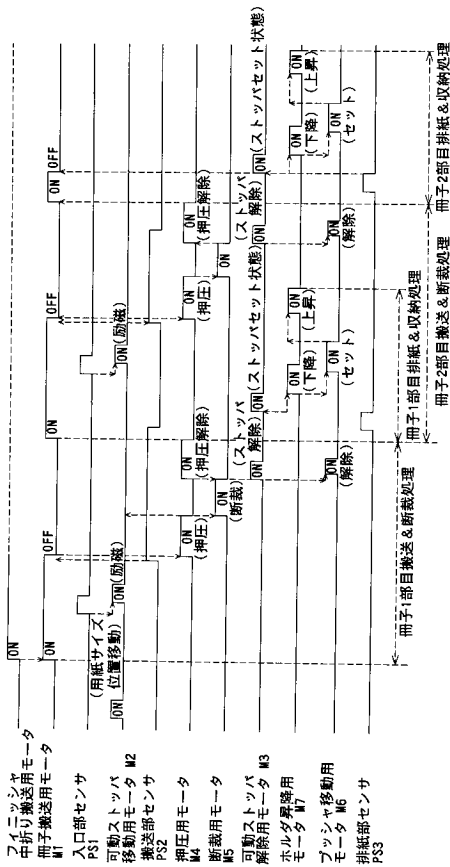 フィニッシャ
中折り搬送用モータ
ON
冊子搬送用モータ
M1
ON
OFF
ON
OFF
ON
OFF
入口部センサ
PS1
(用紙サイズ
位置移動)
可動ストッパ
移動用モータ M2
ON
ON
(励磁)
ON
(励磁)
搬送部センサ
PS2
押圧用モータ
M4
ON
(押圧)
ON
(押圧解除)
ON
(押圧)
ON
(押圧解除)
断裁用モータ
M5
ON
(断裁)
ON
可動ストッパ
解除用モータ M3
ON
(ストッパ
解除)
ON
(ストッパセット状態)
ON
(ストッパ
解除)
ON
(ストッパセット状態)
ホルダ昇降用
モータ M7
ON
(下降)
ON
(上昇)
ON
(下降)
ON
(上昇)
プッシャ移動用
モータ M6
ON
(解除)
ON
(セット)
ON
(解除)
ON
(セット)
排紙部センサ
PS3
冊子1部目搬送&断裁処理
冊子1部目排紙&収納処理
冊子2部目搬送&断裁処理
冊子2部目排紙&収納処理